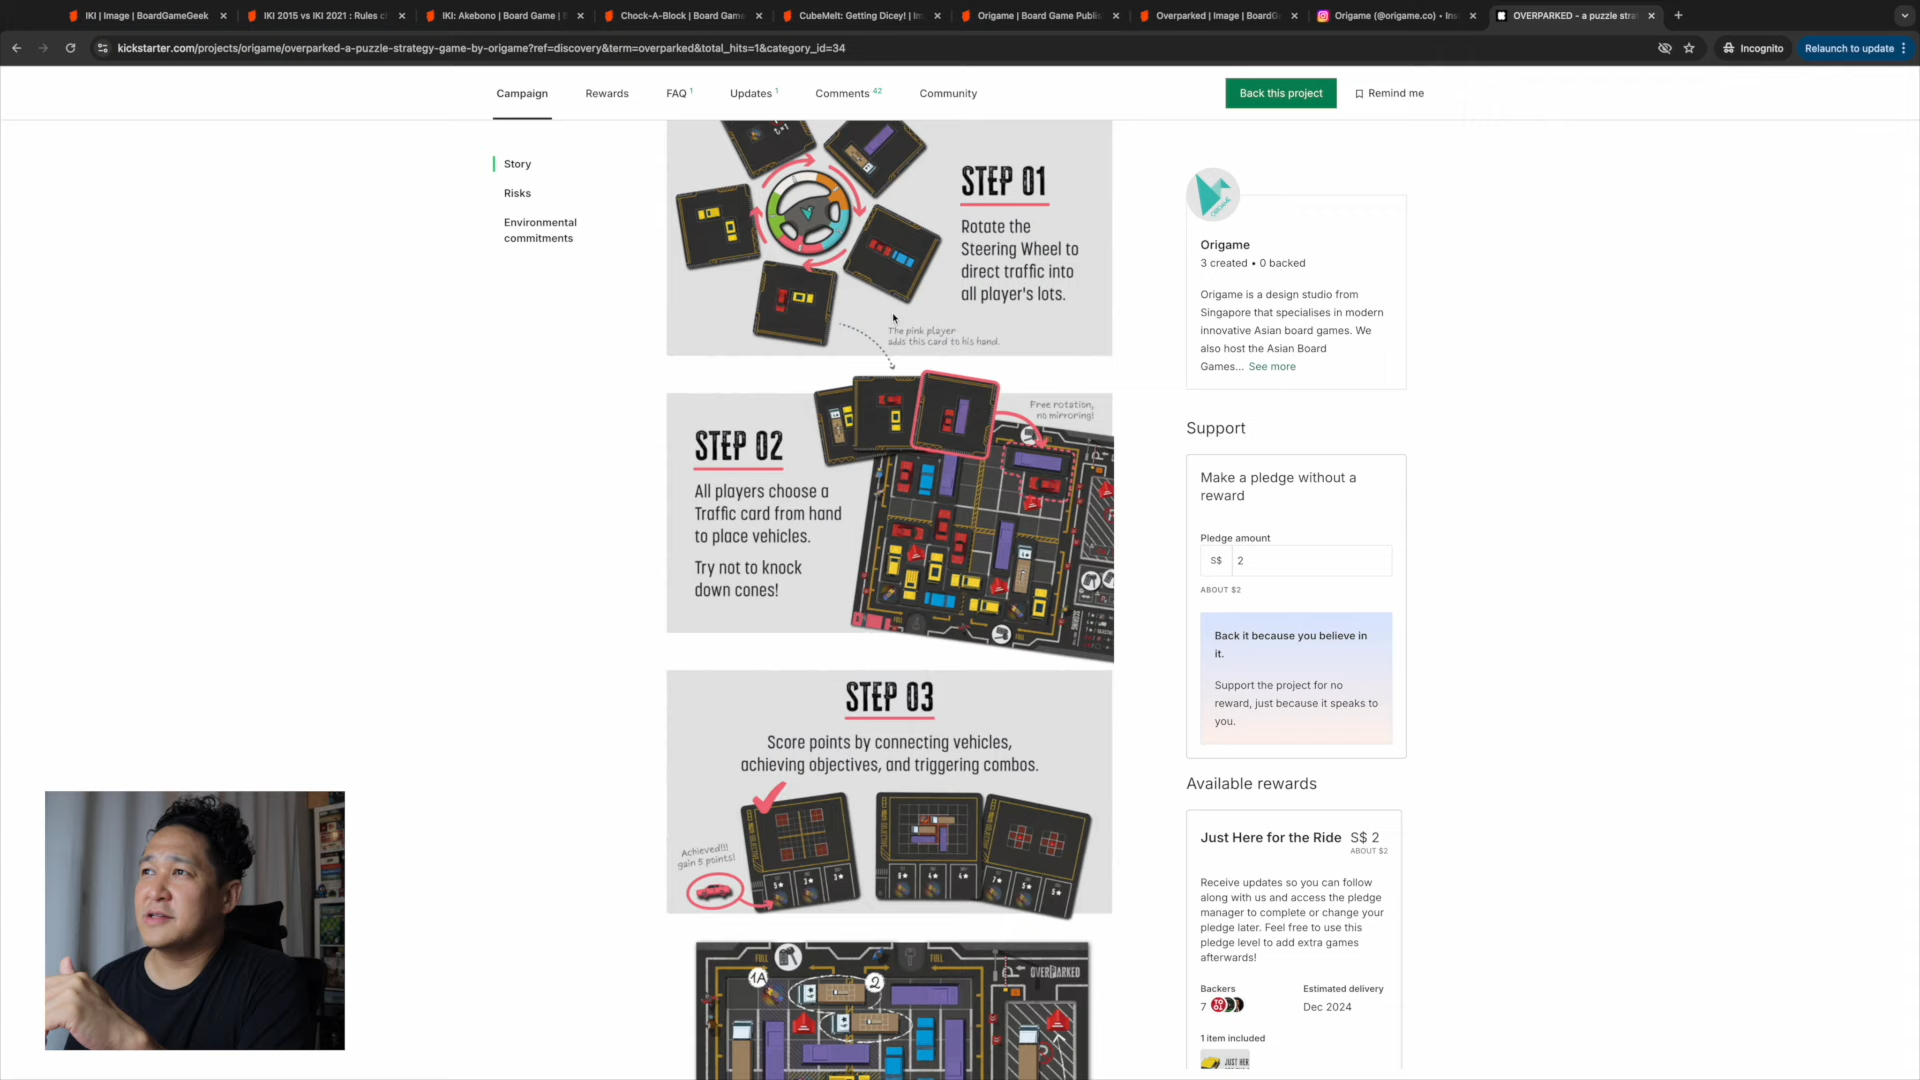 IKI | Image | BoardGameGeek
IKI 2015 vs IKI 2021 : Rules c
IKI: Akebono | Board Game |
Chock-A-Block | Board Game
CubeMelt: Getting Dicey! | Im
Origame | Board Game Publis
Overparked | Image | BoardG
Origame (@origame.co) • Ins
OVERPARKED - a puzzle stra
kickstarter.com/projects/origame/overparked-a-puzzle-strategy-game-by-origame?ref=discovery&term=overparked&total_hits=1&category_id=34
Incognito
Relaunch to update
Campaign
Rewards
FAQ 1
Updates 1
Comments 42
Community
Back this project
Remind me
Story
Risks
Environmental
commitments
STEP 01
Rotate the
Steering Wheel to
direct traffic into
all player's lots.
The pink player
adds this card to his hand.
STEP 02
All players choose a
Traffic card from hand
to place vehicles.
Try not to knock
down cones!
Free rotation,
no mirroring!
STEP 03
Score points by connecting vehicles,
achieving objectives, and triggering combos.
Achieved!!!
gain 5 points!
FULL
FULL
1A
2
OVERPARKED
ORIGAME
Origame
3 created • 0 backed
Origame is a design studio from
Singapore that specialises in modern
innovative Asian board games. We
also host the Asian Board
Games... See more
Support
Make a pledge without a
reward
Pledge amount
S$ 2
ABOUT $2
Back it because you believe in
it.
Support the project for no
reward, just because it speaks to
you.
Available rewards
Just Here for the Ride
S$ 2
ABOUT $2
Receive updates so you can follow
along with us and access the pledge
manager to complete or change your
pledge later. Feel free to use this
pledge level to add extra games
afterwards!
Backers
7
Estimated delivery
Dec 2024
1 item included
JUST HER